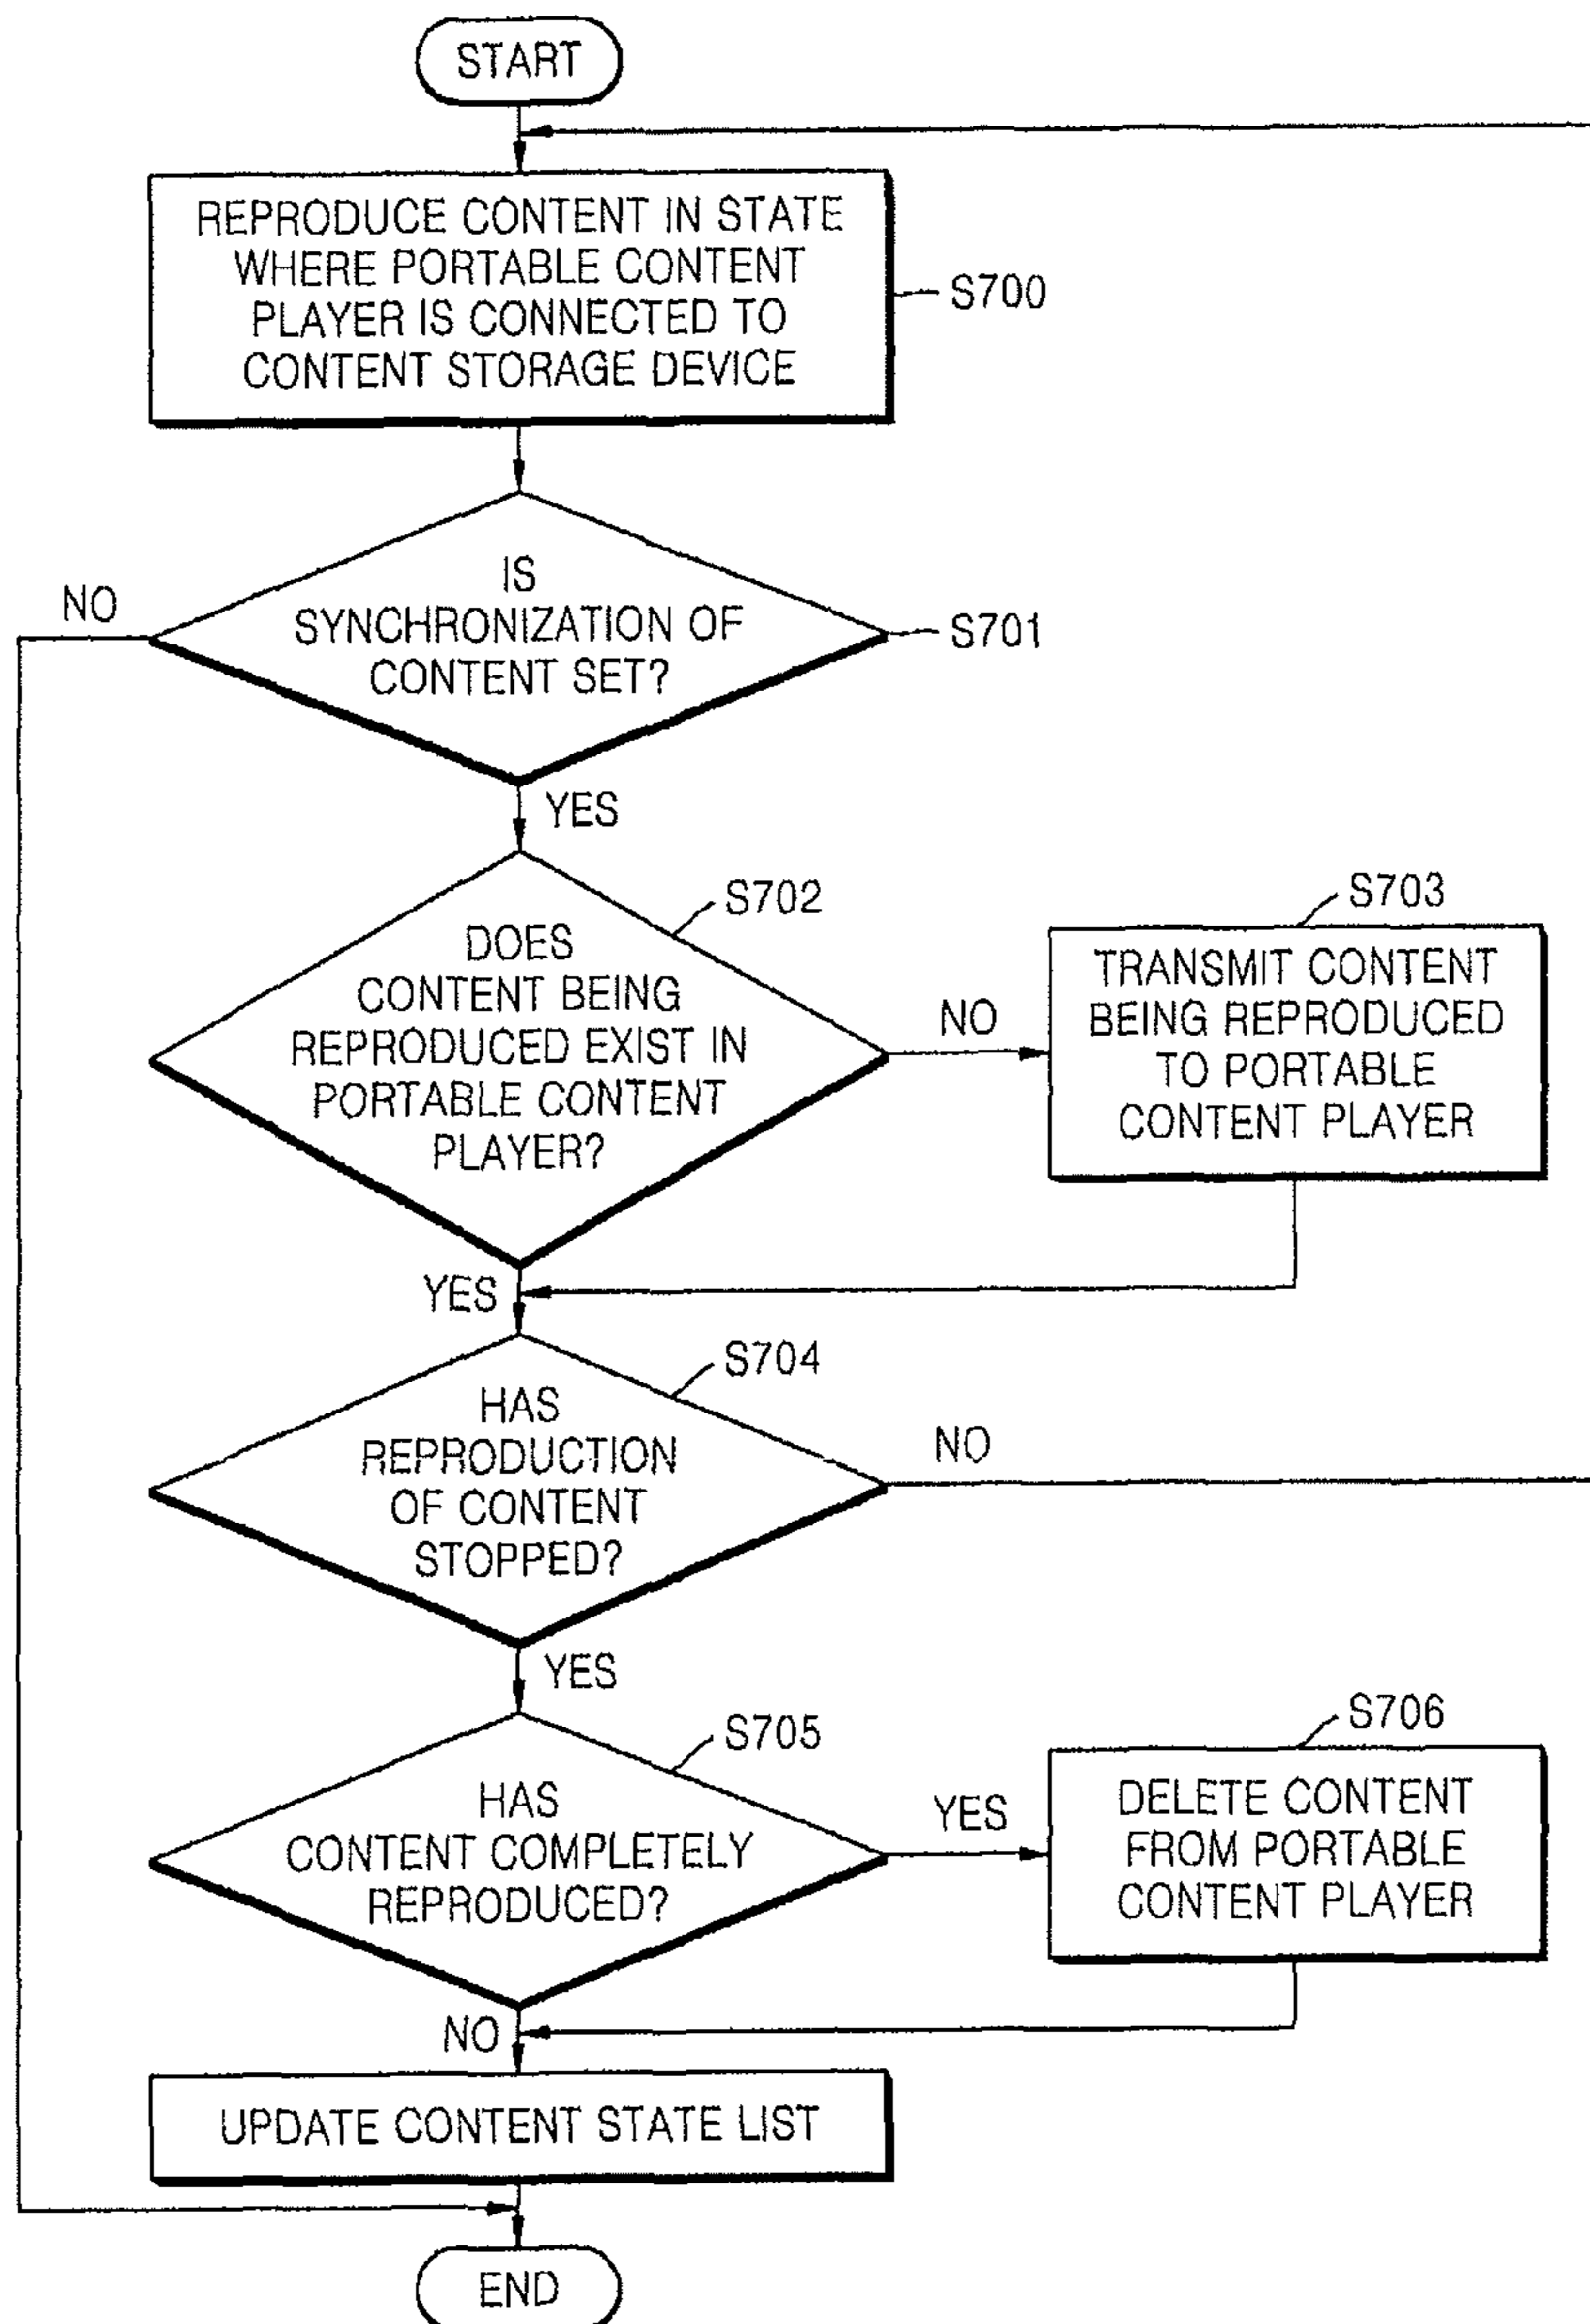 START
REPRODUCE CONTENT IN STATE
WHERE PORTABLE CONTENT
PLAYER IS CONNECTED TO
CONTENT STORAGE DEVICE
S700
IS
SYNCHRONIZATION OF
CONTENT SET?
S701
NO
YES
S702
DOES
CONTENT BEING
REPRODUCED EXIST IN
PORTABLE CONTENT
PLAYER?
NO
S703
TRANSMIT CONTENT
BEING REPRODUCED
TO PORTABLE
CONTENT PLAYER
YES
S704
HAS
REPRODUCTION
OF CONTENT
STOPPED?
NO
YES
S705
HAS
CONTENT COMPLETELY
REPRODUCED?
YES
S706
DELETE CONTENT
FROM PORTABLE
CONTENT PLAYER
NO
UPDATE CONTENT STATE LIST
END